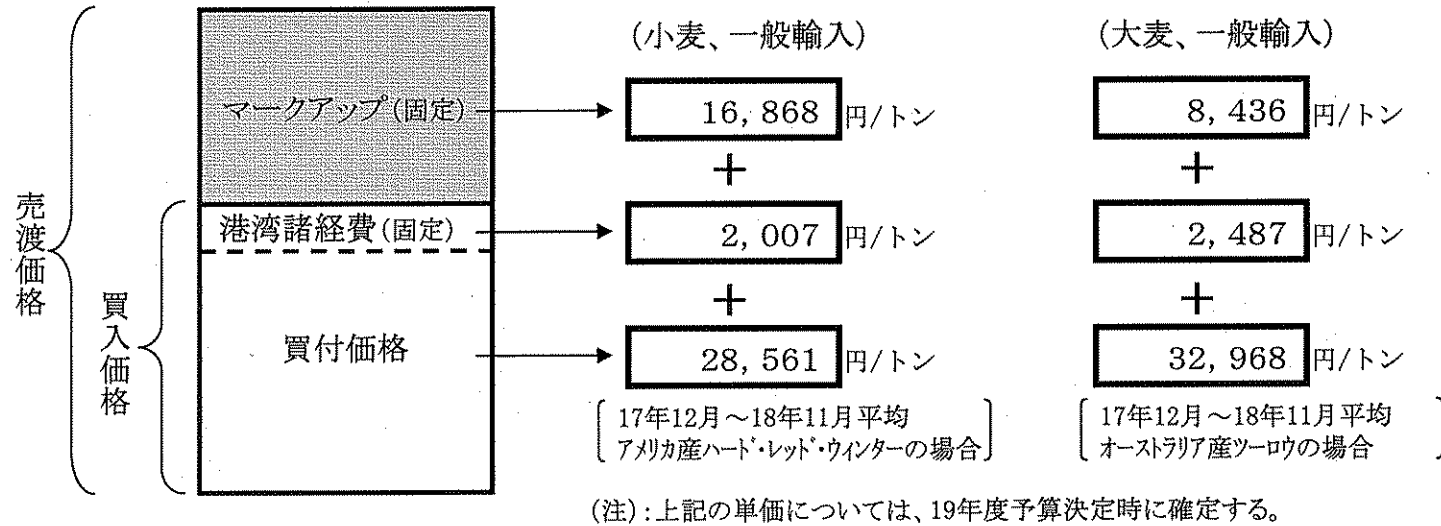 (小麦、一般輸入)
(大麦、一般輸入)
マークアップ(固定)
16,868 円/トン
8,436 円/トン
+
+
売渡価格
港湾諸経費(固定)
2,007 円/トン
2,487 円/トン
+
+
買入価格
買付価格
28,561 円/トン
32,968 円/トン
17年12月～18年11月平均
アメリカ産ハード・レッド・ウィンターの場合
17年12月～18年11月平均
オーストラリア産ツーロウの場合
(注):上記の単価については、19年度予算決定時に確定する。